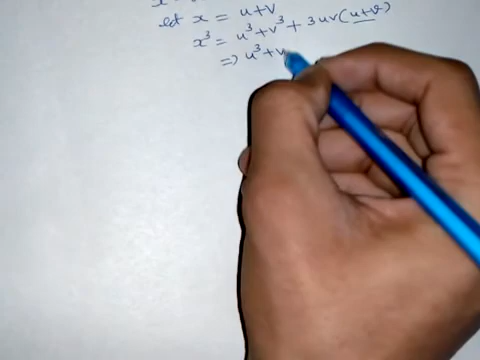 let x = u+v
x³ = u³+v³ + 3uv(u+v)
=> u³+v